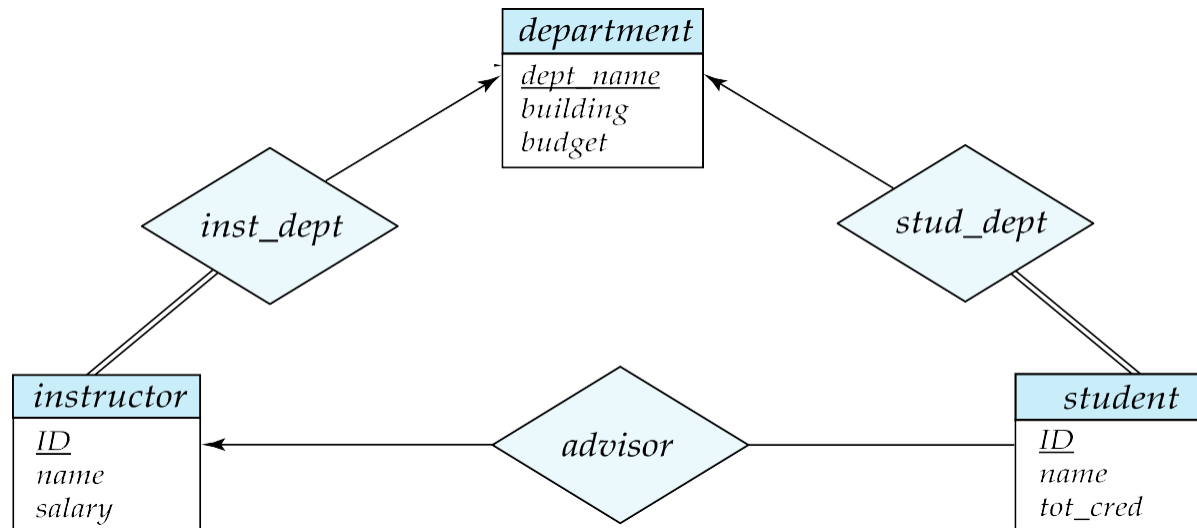 department
dept_name
building
budget
inst_dept
stud_dept
instructor
ID
name
salary
advisor
student
ID
name
tot_cred